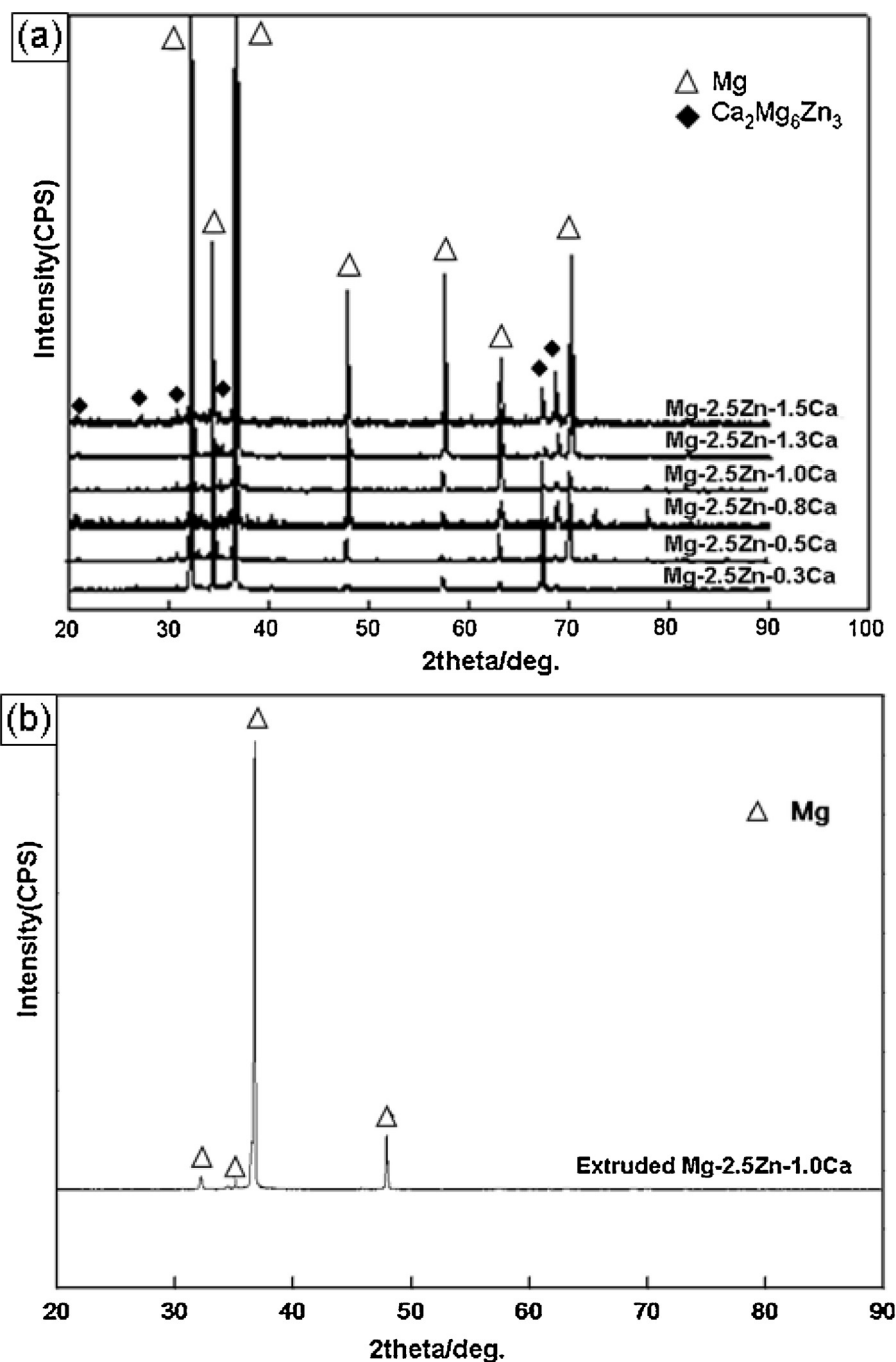 (a)
Mg
Ca₂Mg₆Zn₃
Intensity(CPS)
Mg-2.5Zn-1.5Ca
Mg-2.5Zn-1.3Ca
Mg-2.5Zn-1.0Ca
Mg-2.5Zn-0.8Ca
Mg-2.5Zn-0.5Ca
Mg-2.5Zn-0.3Ca
20 30 40 50 60 70 80 90 100
2theta/deg.
(b)
Mg
Intensity(CPS)
Extruded Mg-2.5Zn-1.0Ca
20 30 40 50 60 70 80 90
2theta/deg.